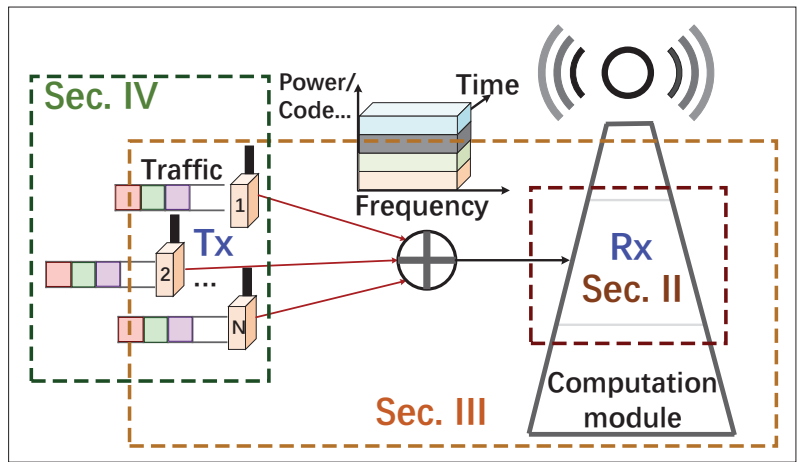 Sec. IV
Power/
Code...
Time
Traffic
1
Frequency
Tx
2
...
N
Rx
Sec. II
Computation
module
Sec. III